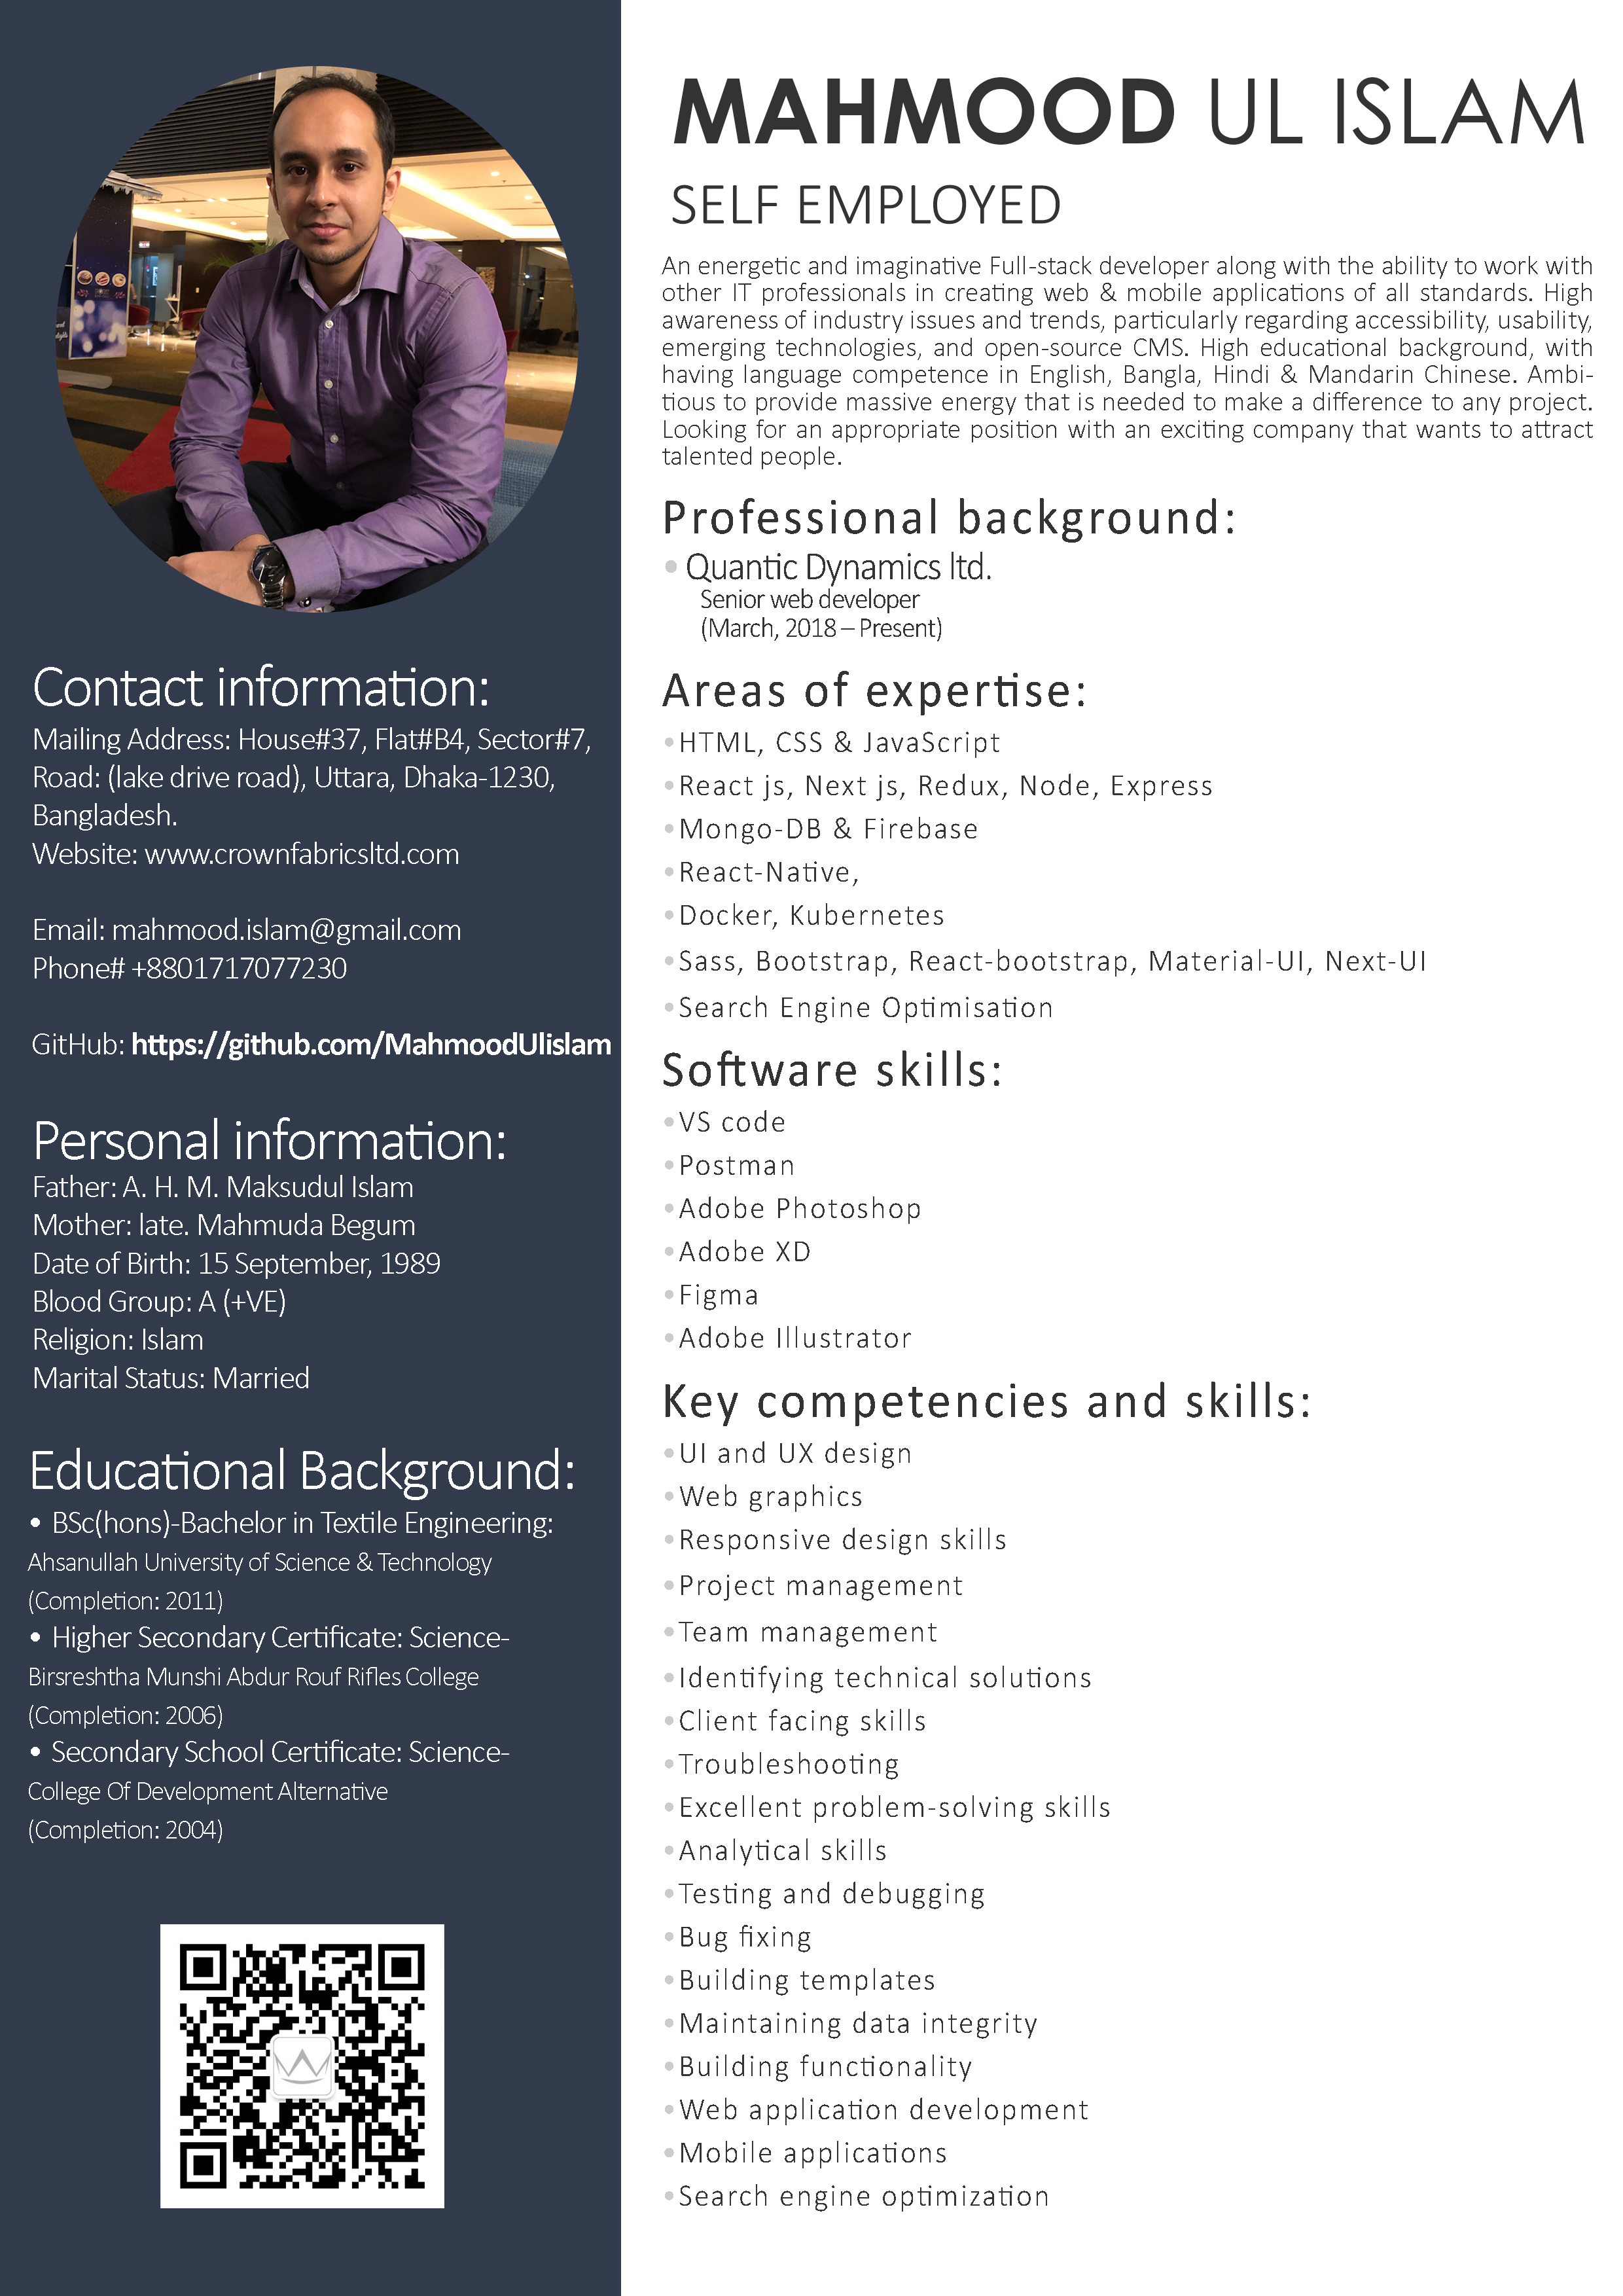 MAHMOOD UL ISLAM
SELF EMPLOYED
An energetic and imaginative Full-stack developer along with the ability to work with
other IT professionals in creating web & mobile applications of all standards. High
awareness of industry issues and trends, particularly regarding accessibility, usability,
emerging technologies, and open-source CMS. High educational background, with
having language competence in English, Bangla, Hindi & Mandarin Chinese. Ambi-
tious to provide massive energy that is needed to make a difference to any project.
Looking for an appropriate position with an exciting company that wants to attract
talented people.
Professional background:
• Quantic Dynamics ltd.
Senior web developer
(March, 2018 – Present)
Areas of expertise:
• HTML, CSS & JavaScript
• React js, Next js, Redux, Node, Express
• Mongo-DB & Firebase
• React-Native,
• Docker, Kubernetes
• Sass, Bootstrap, React-bootstrap, Material-UI, Next-UI
• Search Engine Optimisation
Software skills:
• VS code
• Postman
• Adobe Photoshop
• Adobe XD
• Figma
• Adobe Illustrator
Key competencies and skills:
• UI and UX design
• Web graphics
• Responsive design skills
• Project management
• Team management
• Identifying technical solutions
• Client facing skills
• Troubleshooting
• Excellent problem-solving skills
• Analytical skills
• Testing and debugging
• Bug fixing
• Building templates
• Maintaining data integrity
• Building functionality
• Web application development
• Mobile applications
• Search engine optimization
Contact information:
Mailing Address: House#37, Flat#B4, Sector#7,
Road: (lake drive road), Uttara, Dhaka-1230,
Bangladesh.
Website: www.crownfabricsltd.com
Email: mahmood.islam@gmail.com
Phone# +8801717077230
GitHub: https://github.com/MahmoodUlislam
Personal information:
Father: A. H. M. Maksudul Islam
Mother: late. Mahmuda Begum
Date of Birth: 15 September, 1989
Blood Group: A (+VE)
Religion: Islam
Marital Status: Married
Educational Background:
• BSc(hons)-Bachelor in Textile Engineering:
Ahsanullah University of Science & Technology
(Completion: 2011)
• Higher Secondary Certificate: Science-
Birsreshtha Munshi Abdur Rouf Rifles College
(Completion: 2006)
• Secondary School Certificate: Science-
College Of Development Alternative
(Completion: 2004)